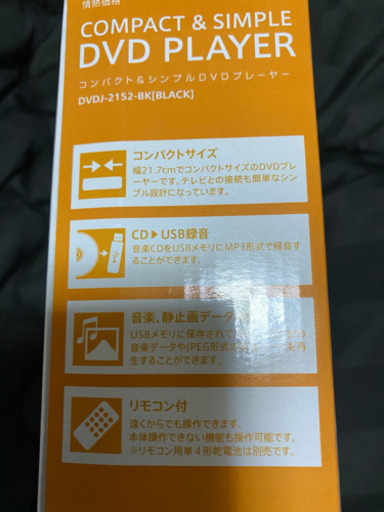 情熱価格
COMPACT & SIMPLE
DVD PLAYER
コンパクト&シンプルDVDプレーヤー
DVDJ-2152-BK[BLACK]
コンパクトサイズ
幅21.7cmでコンパクトサイズのDVDプレ
ーヤーです。テレビとの接続も簡単なシン
プル設計になっています。
CD▶USB録音
音楽CDをUSBメモリにMP3形式で録音す
ることができます。
音楽、静止画データ
USBメモリに保存されて
音楽データやJPEG形式の
生することができます。
リモコン付
遠くからでも操作できます。
本体操作できない機能も操作可能です。
※リモコン用単4形乾電池は別売です。